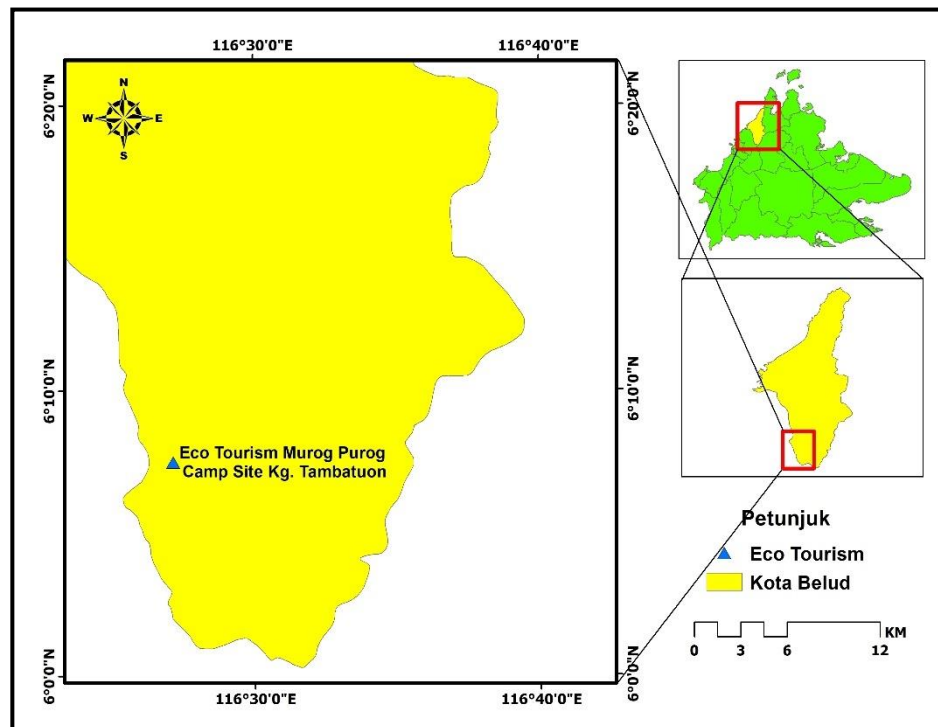 116°30'0"E 116°40'0"E
6°20'0"N 6°20'0"N
N
W E
S
6°10'0"N 6°10'0"N
Eco Tourism Murog Purog
Camp Site Kg. Tambatuon
6°0'0"N 6°0'0"N
116°30'0"E 116°40'0"E
Petunjuk
Eco Tourism
Kota Belud
KM
0 3 6 12